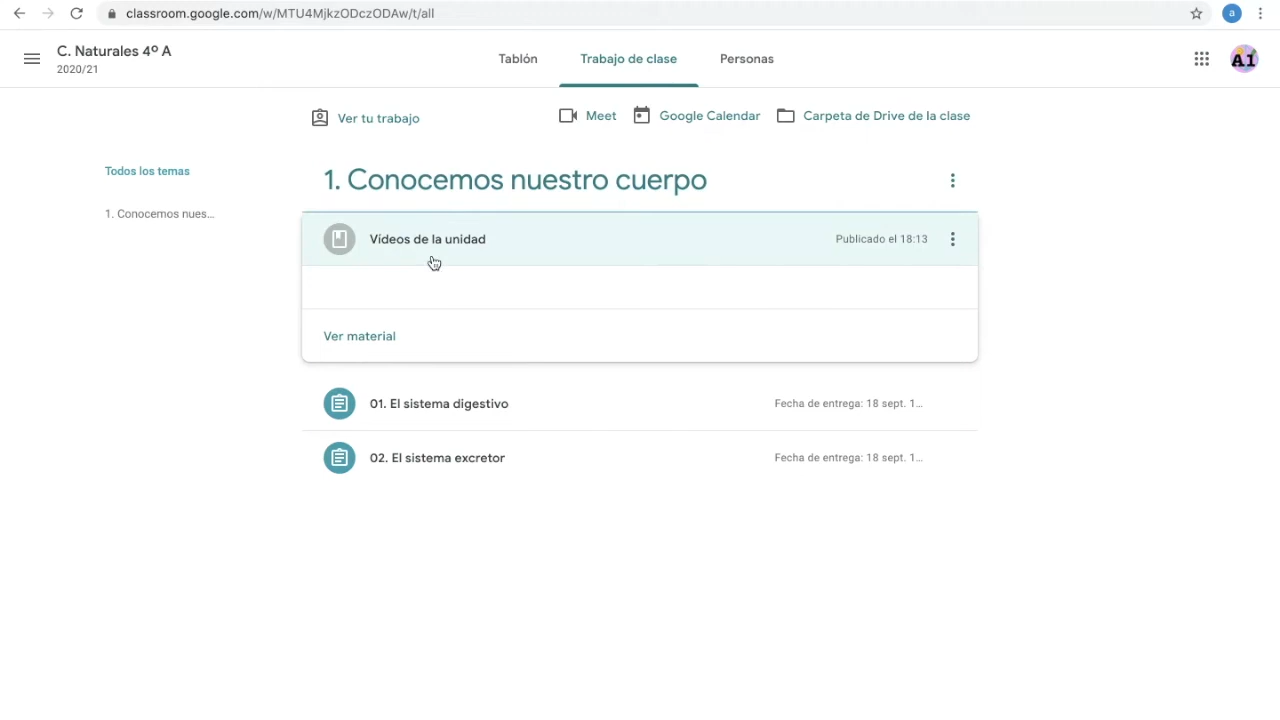 classroom.google.com/w/MTU4MjkzODczODAw/t/all
a
C. Naturales 4º A
2020/21
Tablón
Trabajo de clase
Personas
A1
Ver tu trabajo
Meet
Google Calendar
Carpeta de Drive de la clase
Todos los temas
1. Conocemos nues...
1. Conocemos nuestro cuerpo
Vídeos de la unidad
Publicado el 18:13
Ver material
01. El sistema digestivo
Fecha de entrega: 18 sept. 1...
02. El sistema excretor
Fecha de entrega: 18 sept. 1...